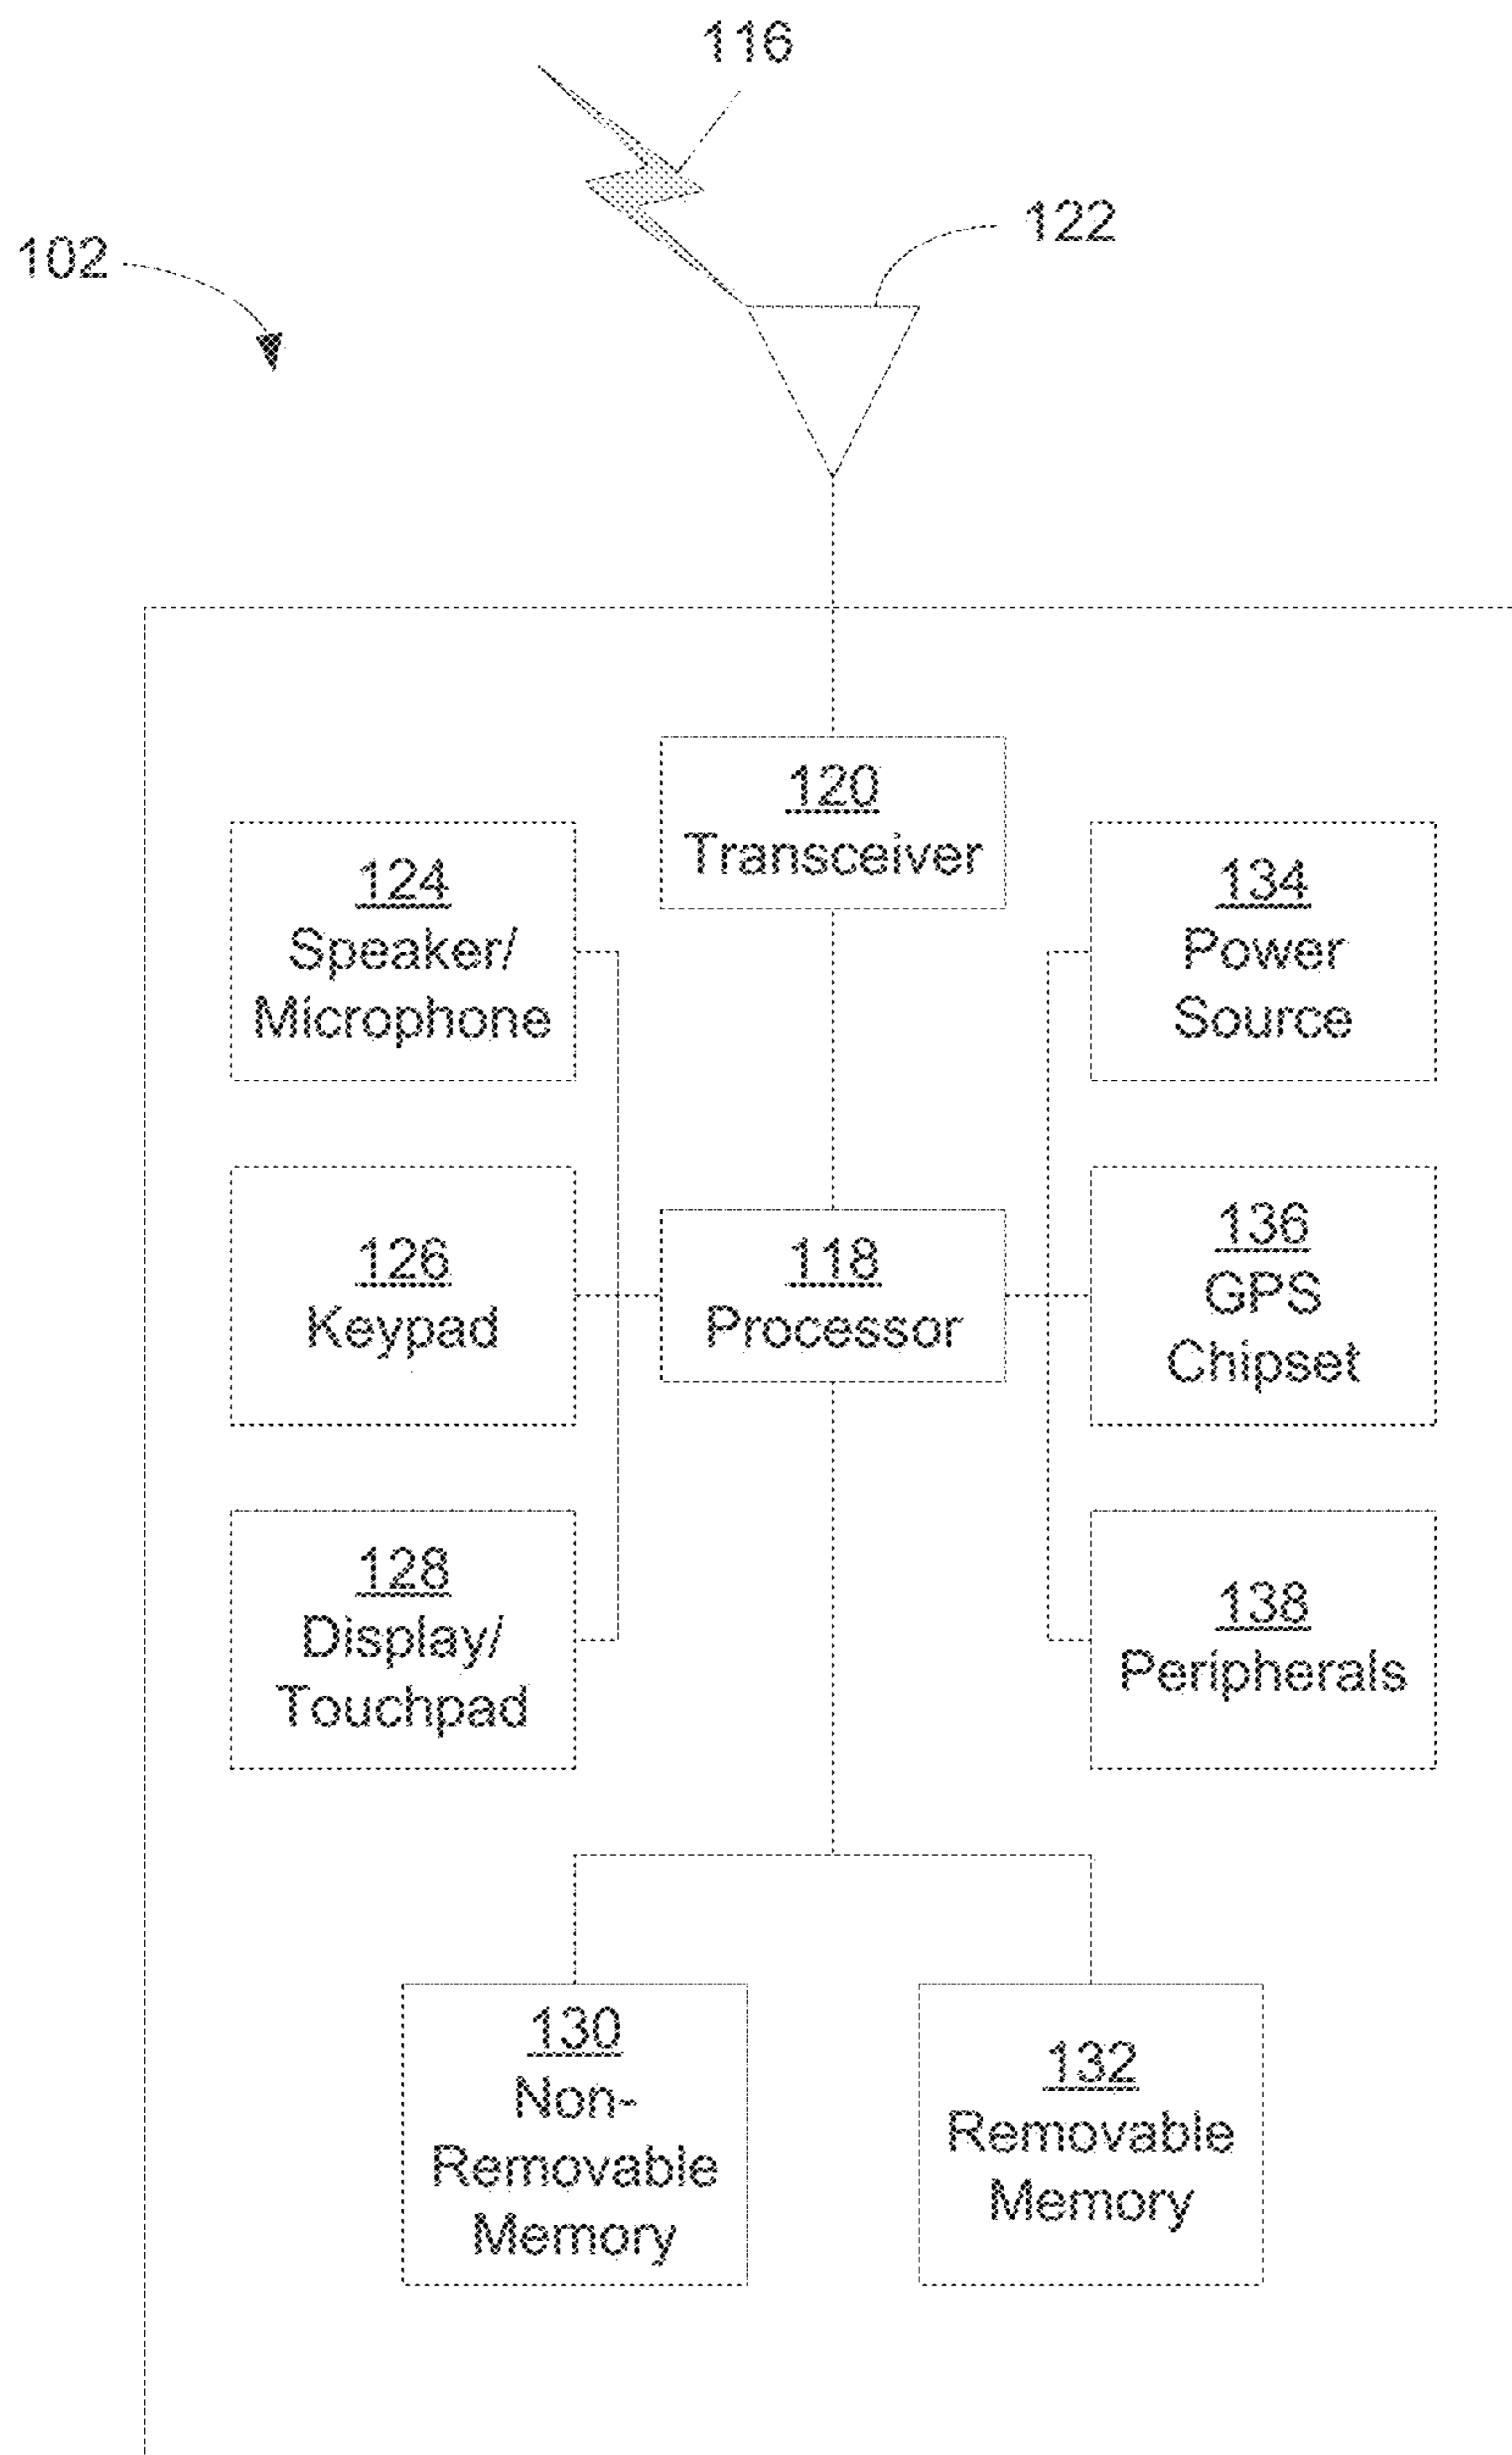 116
122
102
120
Transceiver
124
Speaker/
Microphone
134
Power
Source
126
Keypad
118
Processor
136
GPS
Chipset
128
Display/
Touchpad
138
Peripherals
130
Non-
Removable
Memory
132
Removable
Memory